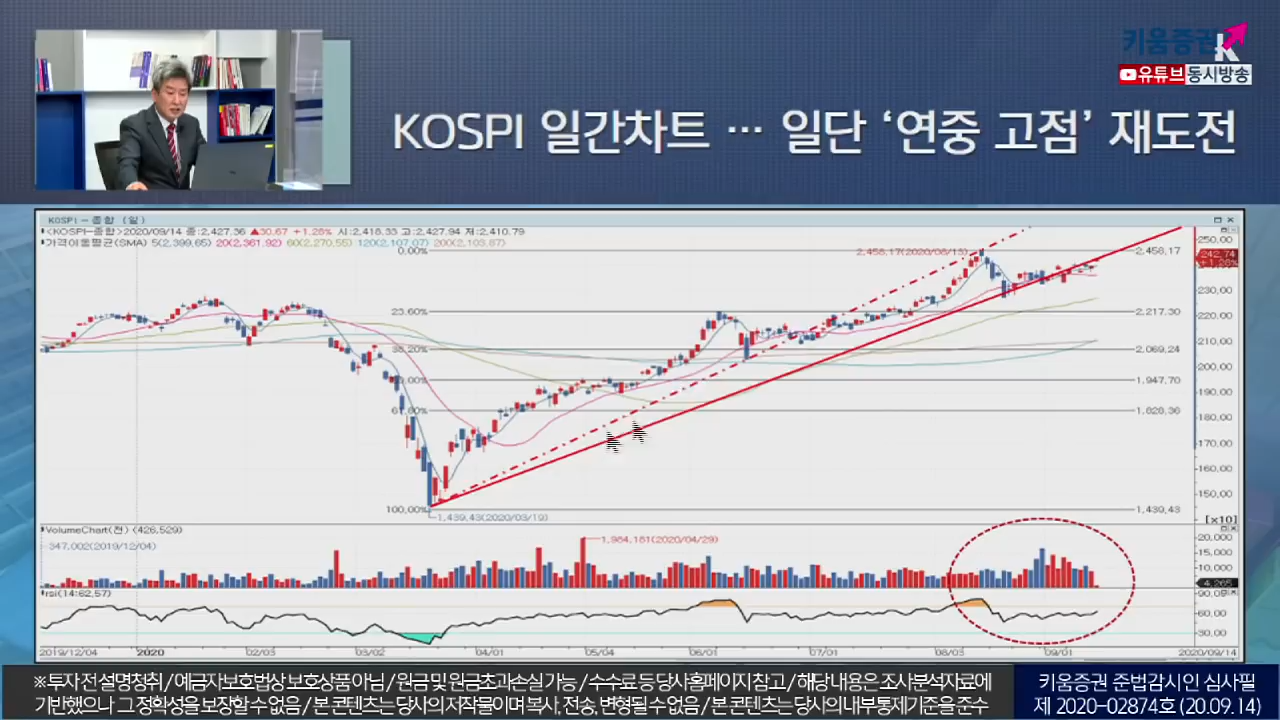 키움증권
유튜브 동시방송
KOSPI 일간차트 … 일단 ‘연중 고점’ 재도전
KOSPI - 종합 (일)
<KOSPI-종합>2020/09/14 종:2,427.36 ▲30.67 +1.28% 시:2,418.33 고:2,427.94 저:2,410.79
가격이동평균(SMA) 5(2,399.65) 20(2,361.92) 60(2,270.55) 120(2,107.07) 200(2,103.87)
250.00
0.00%
2,458.17(2020/08/13)
2,458.17
242.74
+1.28%
230.00
23.60%
2,217.30
220.00
210.00
38.20%
2,069.24
200.00
1,947.70
190.00
61.80%
180.00
170.00
160.00
150.00
100.00%
1,439.43(2020/03/19)
1,439.43
[x10]
VolumeChart(전) (426,529)
347,002(2019/12/04)
1,984,181(2020/04/29)
20,000
15,000
10,000
4,265
rsi(14:62.57)
90.00
60.00
30.00
2019/12/04 2020 02/03 03/02 04/01 05/04 06/01 07/01 08/03 09/01 2020/09/14
※ 투자 전 설명청취 / 예금자보호법상 보호상품 아님 / 원금 및 원금초과손실 가능 / 수수료 등 당사홈페이지 참고 / 해당 내용은 조사분석자료에
기반했으나 그 정확성을 보장할 수 없음 / 본 콘텐츠는 당사의 저작물이며 복사, 전송, 변형될 수 없음 / 본 콘텐츠는 당사의 내부통제기준을 준수
키움증권 준법감시인 심사필
제 2020-02874호 (20.09.14)